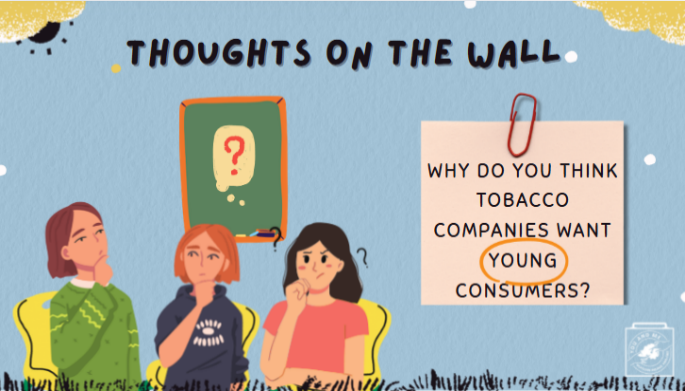 THOUGHTS ON THE WALL
?
WHY DO YOU THINK
TOBACCO
COMPANIES WANT
YOUNG
CONSUMERS?
?
?